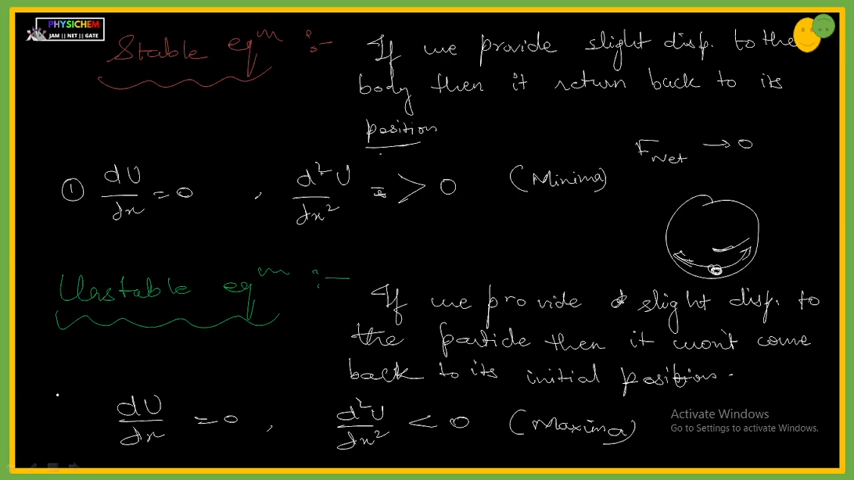 PHYSICHEM
JAM || NET || GATE
Stable eqᵐ :- If we provide slight disp. to the
body then it return back to its
position
F_Net → 0
① dU/dx = 0 , d²U/dx² => 0 (Minima)
Unstable eqᵐ :- If we provide slight disp. to
the particle then it won't come
back to its initial position.
dU/dx = 0 , d²U/dx² < 0 (Maxima)
Activate Windows
Go to Settings to activate Windows.